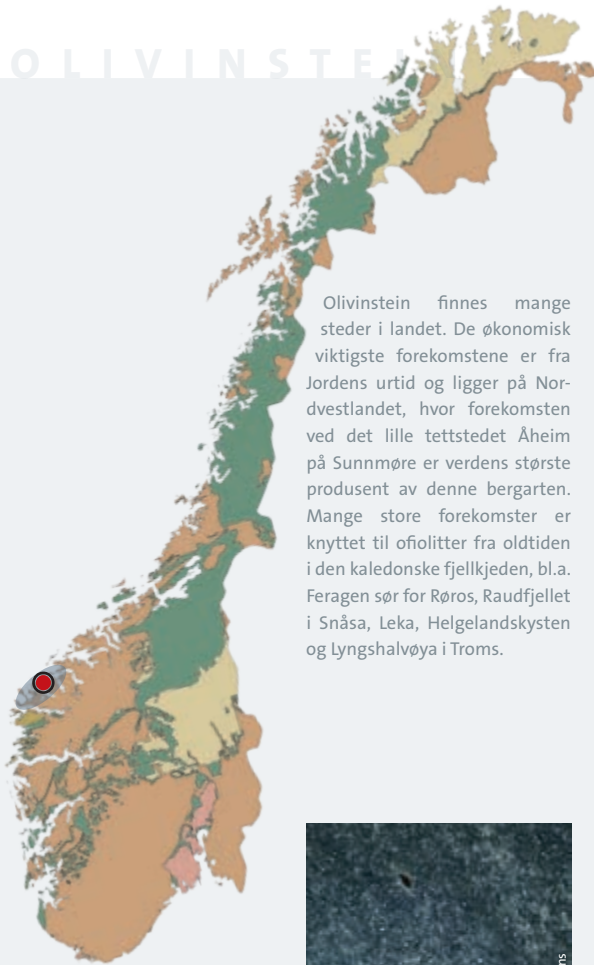 OLIVINSTEI
Olivinstein finnes mange
steder i landet. De økonomisk
viktigste forekomstene er fra
Jordens urtid og ligger på Nor-
dvestlandet, hvor forekomsten
ved det lille tettstedet Åheim
på Sunnmøre er verdens største
produsent av denne bergarten.
Mange store forekomster er
knyttet til ofiolitter fra oldtiden
i den kaledonske fjellkjeden, bl.a.
Feragen sør for Røros, Raudfjellet
i Snåsa, Leka, Helgelandskysten
og Lyngshalvøya i Troms.